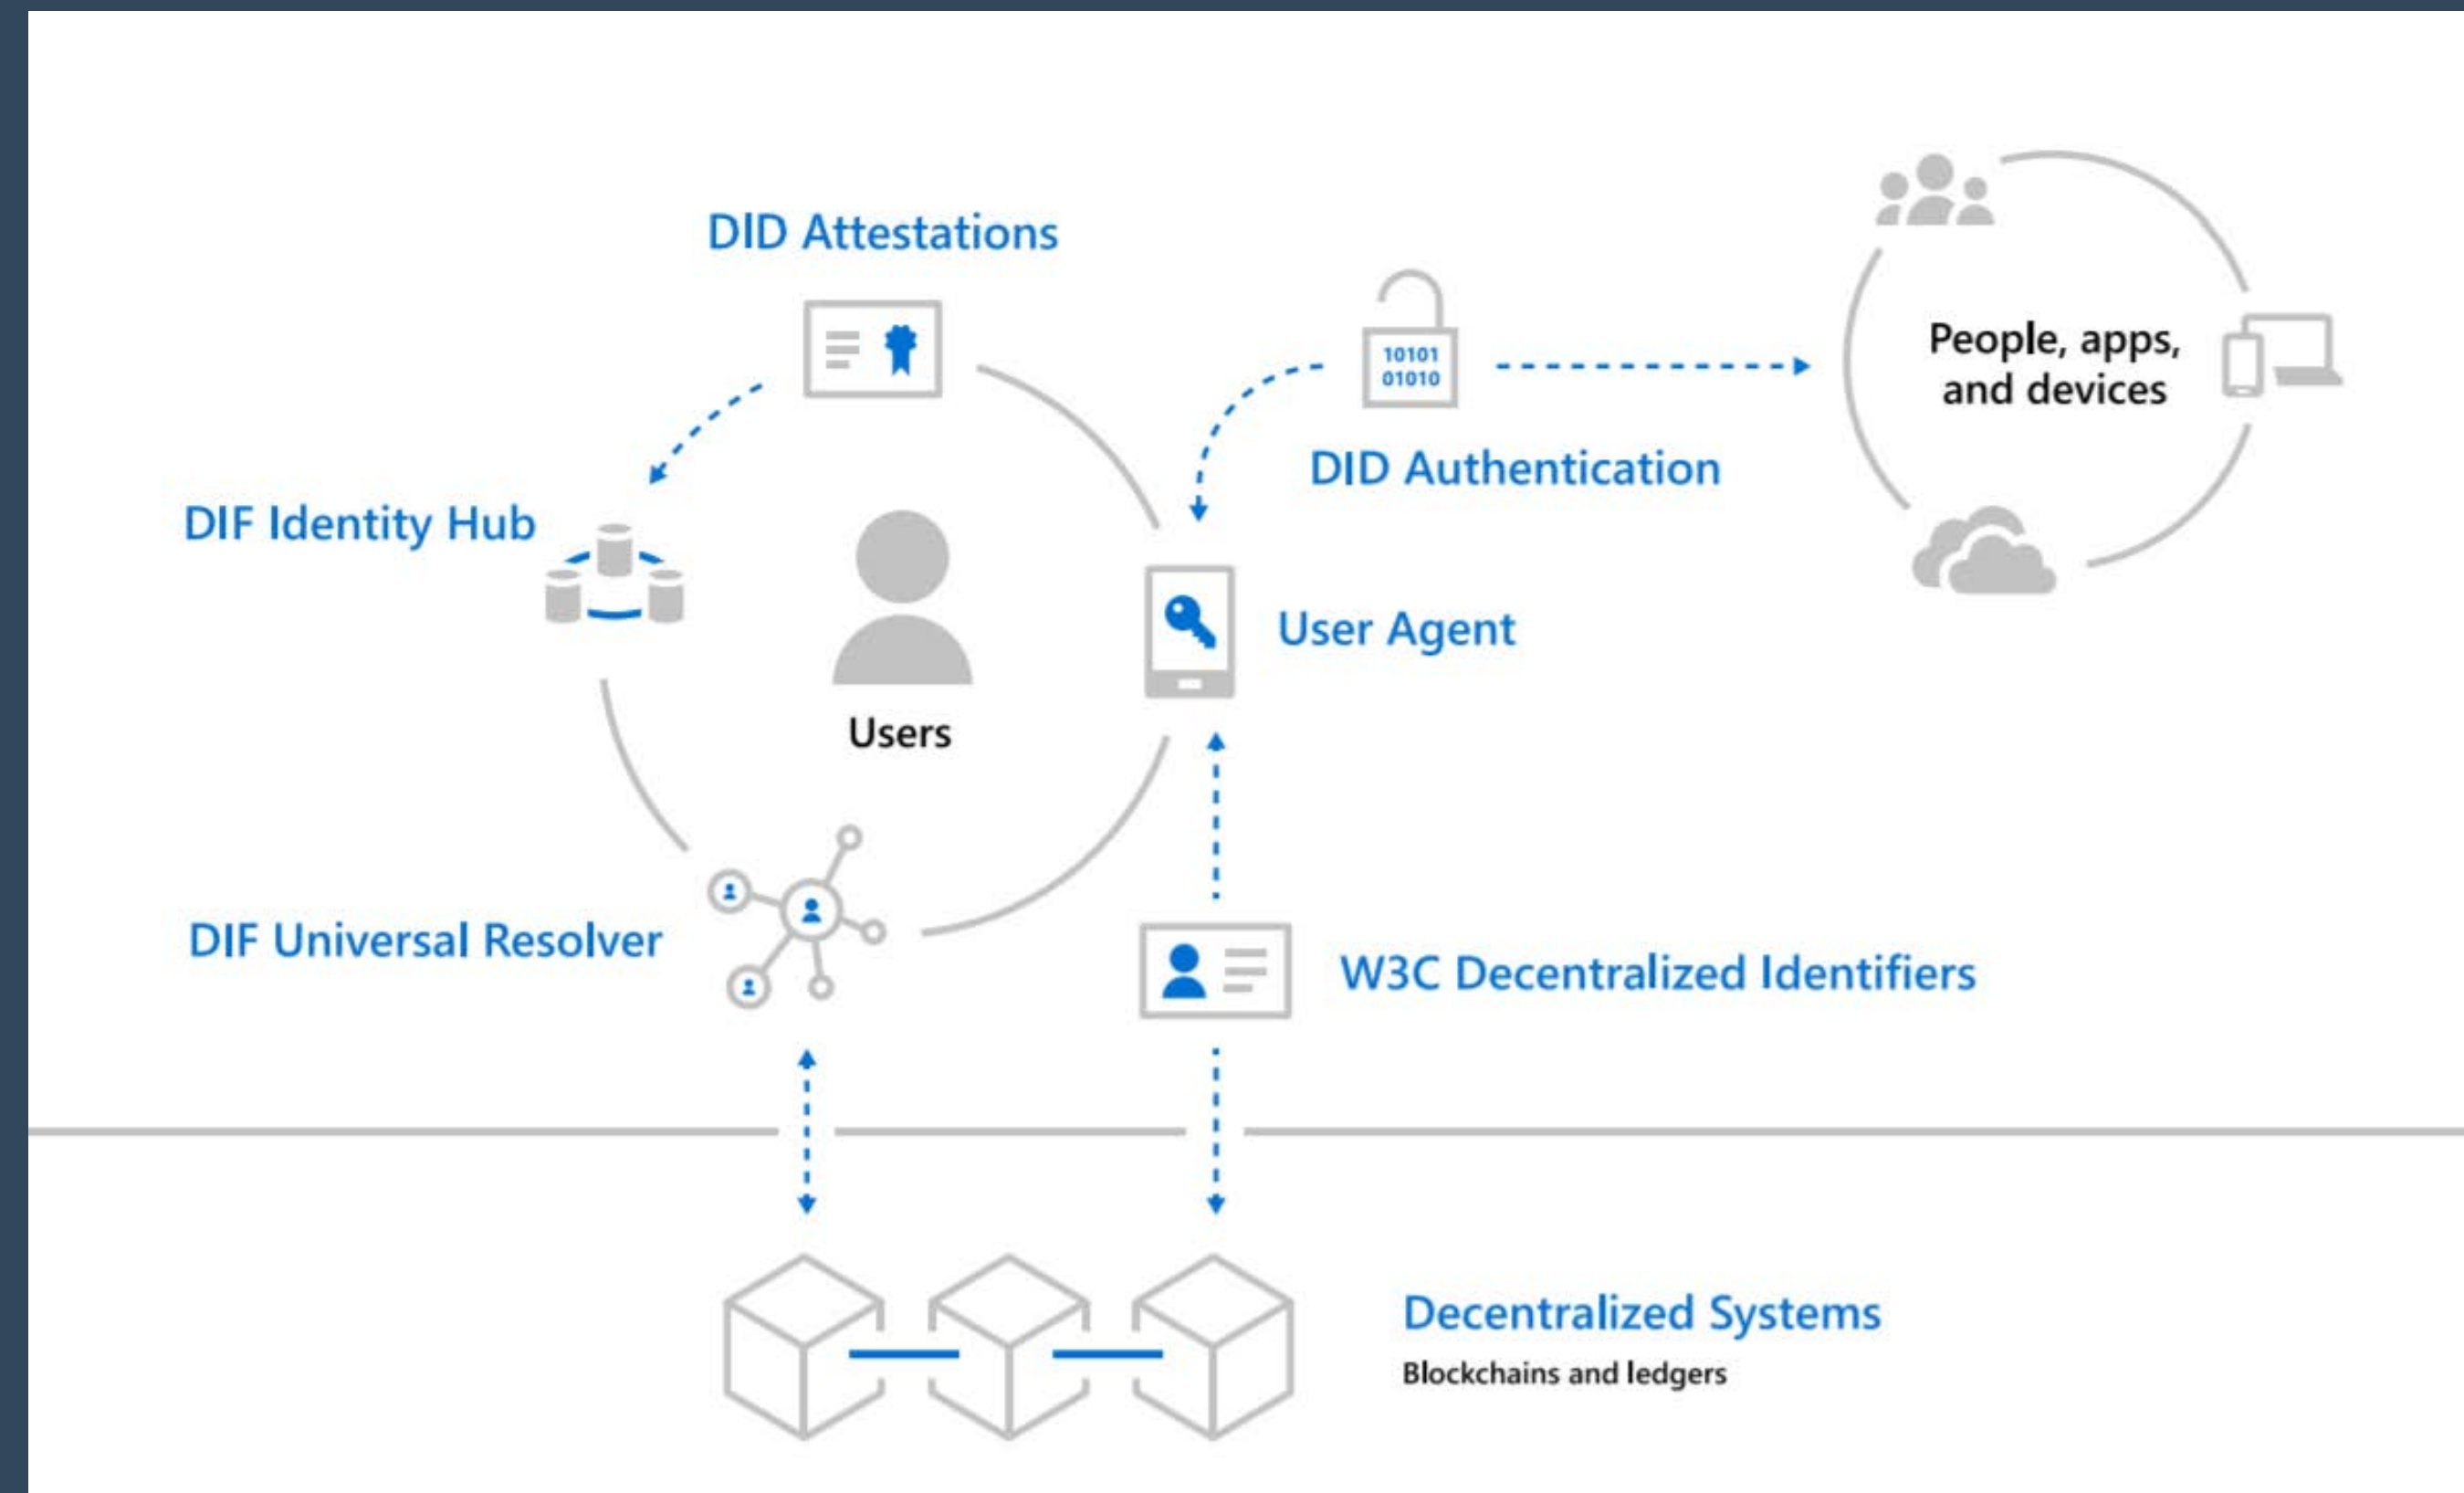 DID Attestations
10101
01010
DID Authentication
People, apps,
and devices
DIF Identity Hub
User Agent
Users
DIF Universal Resolver
W3C Decentralized Identifiers
Decentralized Systems
Blockchains and ledgers